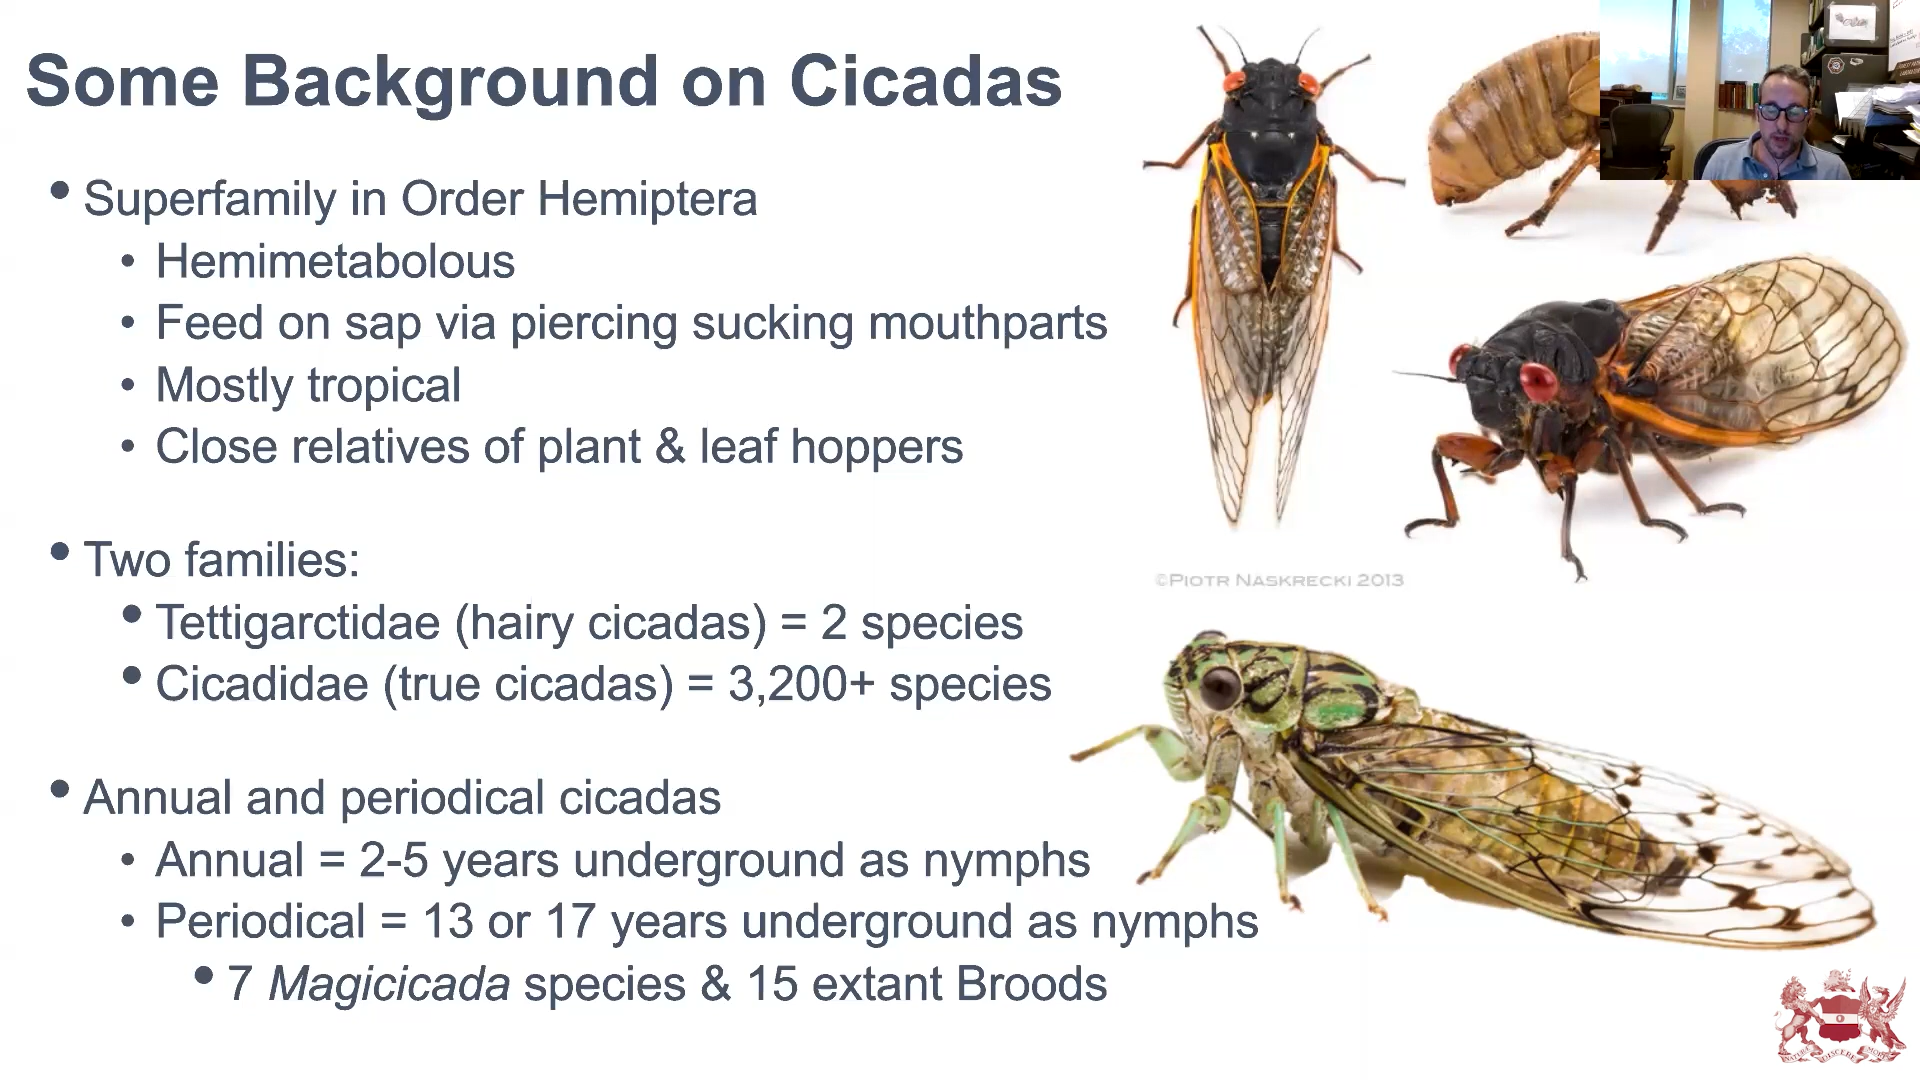 Some Background on Cicadas
• Superfamily in Order Hemiptera
• Hemimetabolous
• Feed on sap via piercing sucking mouthparts
• Mostly tropical
• Close relatives of plant & leaf hoppers
• Two families:
• Tettigarctidae (hairy cicadas) = 2 species
• Cicadidae (true cicadas) = 3,200+ species
• Annual and periodical cicadas
• Annual = 2-5 years underground as nymphs
• Periodical = 13 or 17 years underground as nymphs
• 7 Magicicada species & 15 extant Broods
©PIOTR NASKRECKI 2013